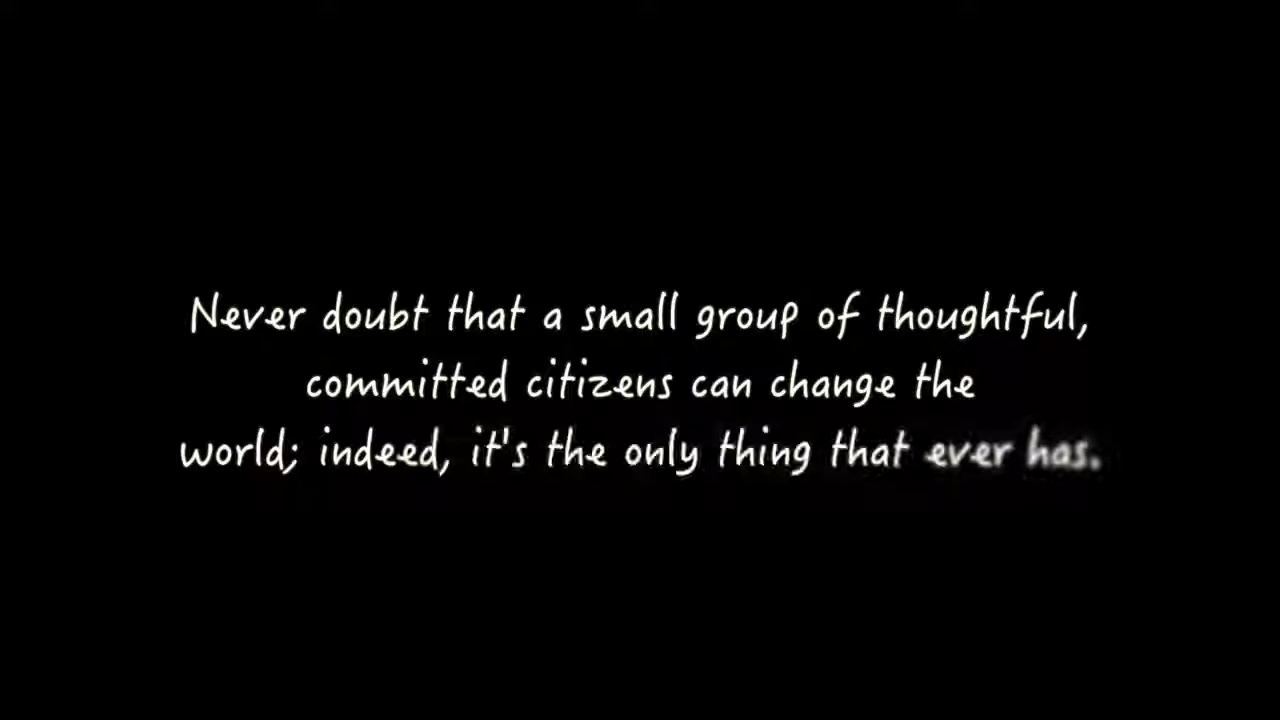 Never doubt that a small group of thoughtful,
committed citizens can change the
world; indeed, it's the only thing that ever has.